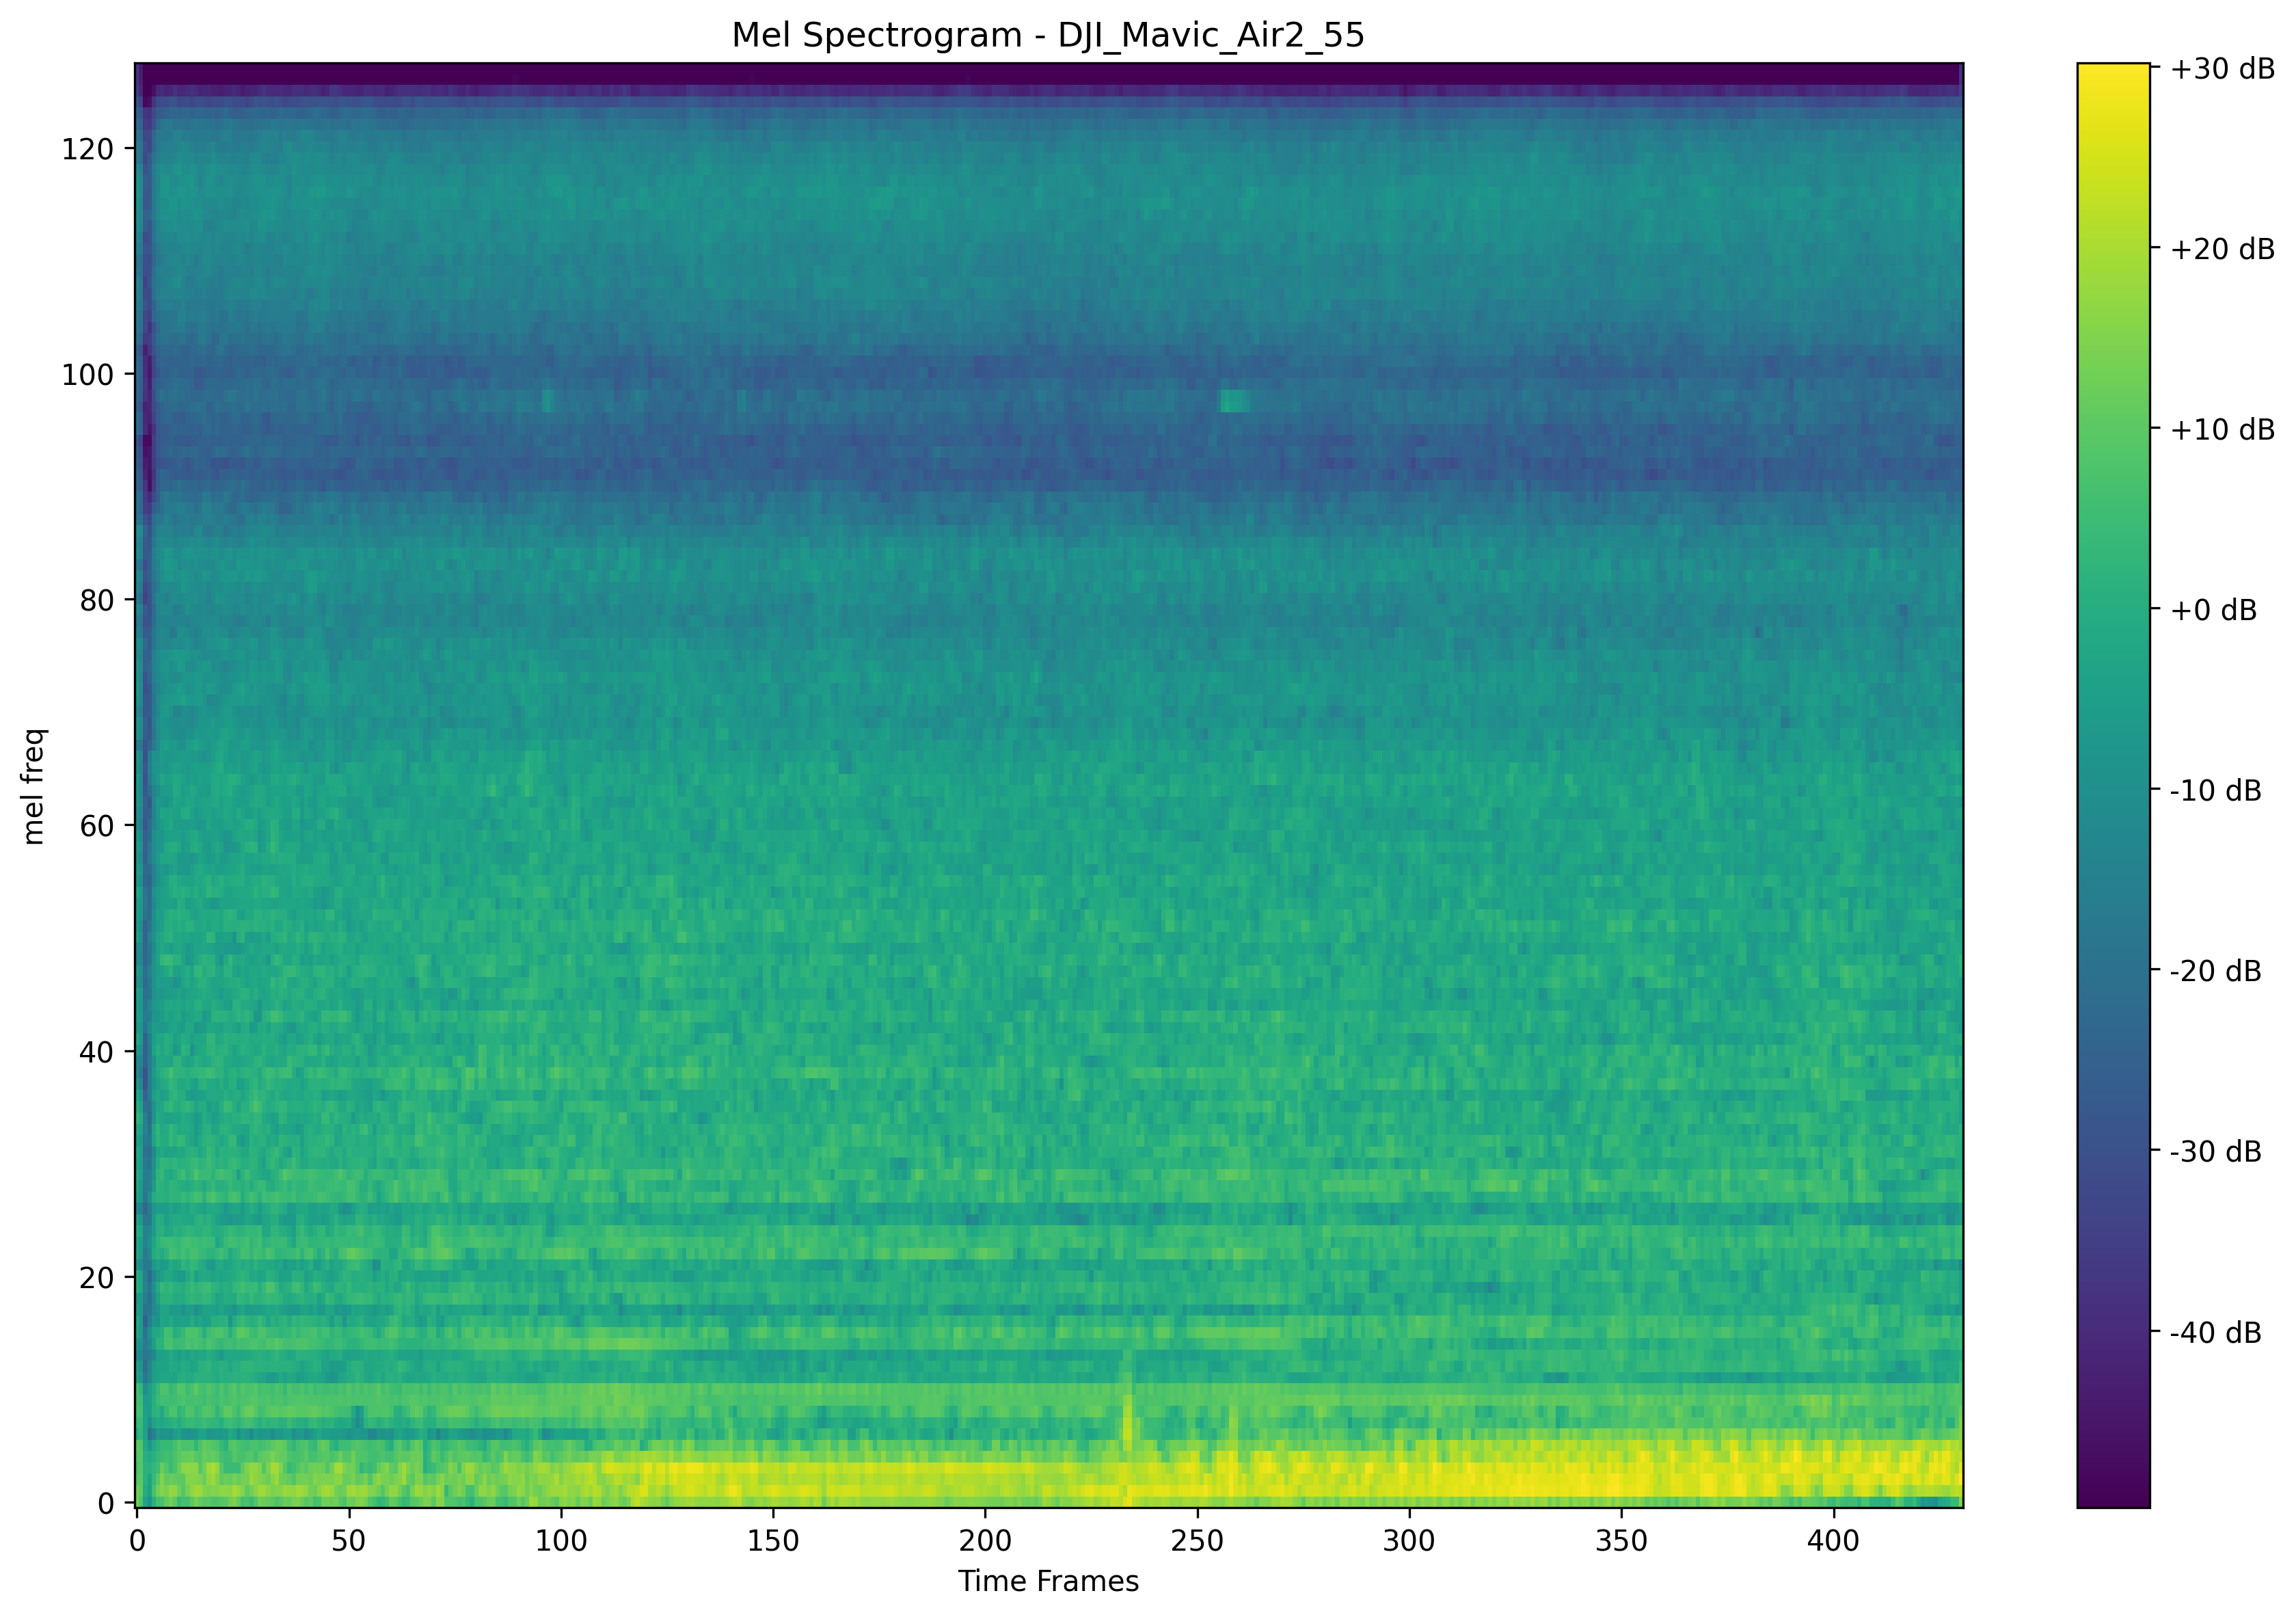 Mel Spectrogram - DJI_Mavic_Air2_55
+30 dB
+20 dB
+10 dB
+0 dB
-10 dB
-20 dB
-30 dB
-40 dB
120
100
80
60
40
20
0
mel freq
0 50 100 150 200 250 300 350 400
Time Frames